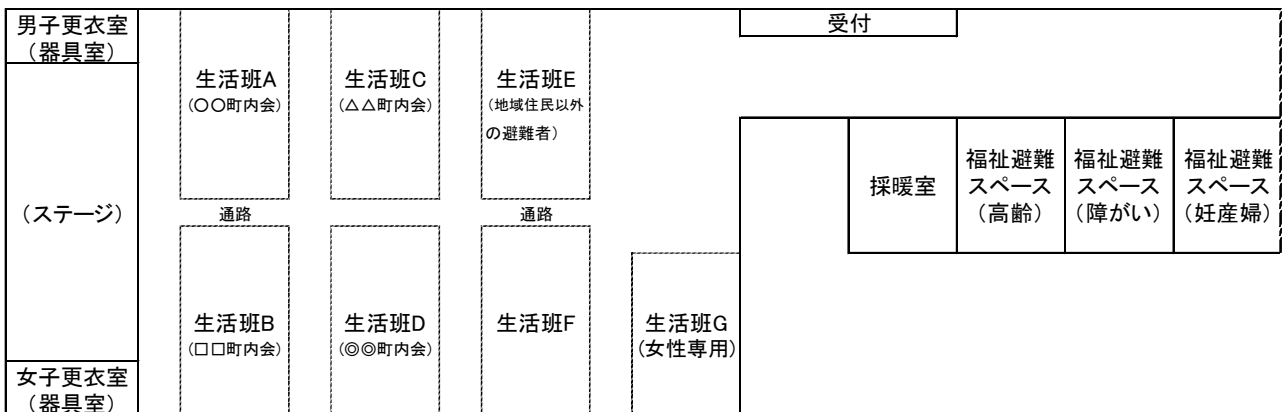 男子更衣室
（器具室）
受付
生活班A
（〇〇町内会）
生活班C
（△△町内会）
生活班E
（地域住民以外
の避難者）
採暖室
福祉避難
スペース
（高齢）
福祉避難
スペース
（障がい）
福祉避難
スペース
（妊産婦）
（ステージ）
通路
通路
生活班B
（□□町内会）
生活班D
（◎◎町内会）
生活班F
生活班G
（女性専用）
女子更衣室
（器具室）